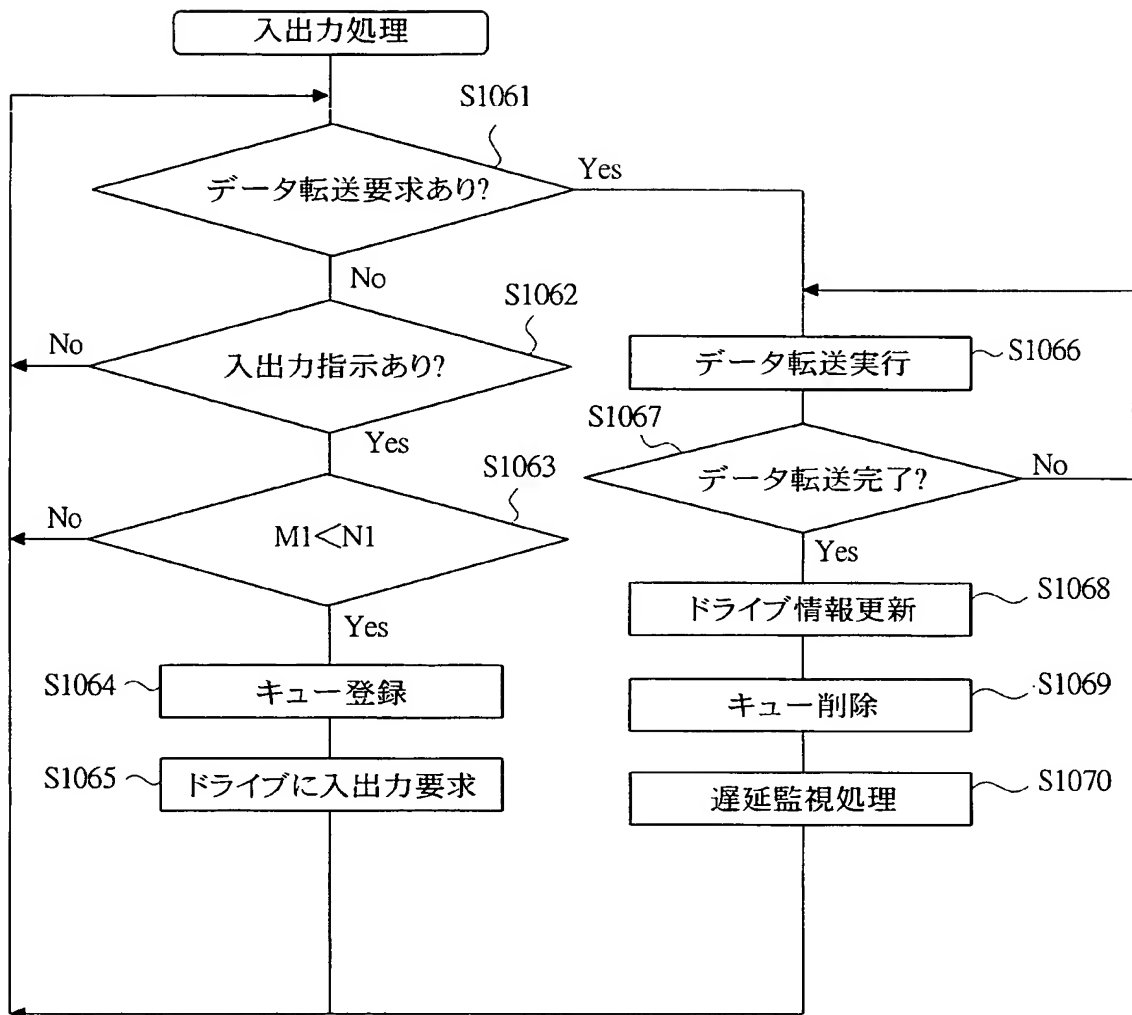 入出力処理
S1061
データ転送要求あり?
Yes
No
S1062
入出力指示あり?
No
Yes
S1063
M1<N1
No
Yes
S1064
キュー登録
S1065
ドライブに入出力要求
データ転送実行
S1066
S1067
データ転送完了?
No
Yes
ドライブ情報更新
S1068
キュー削除
S1069
遅延監視処理
S1070